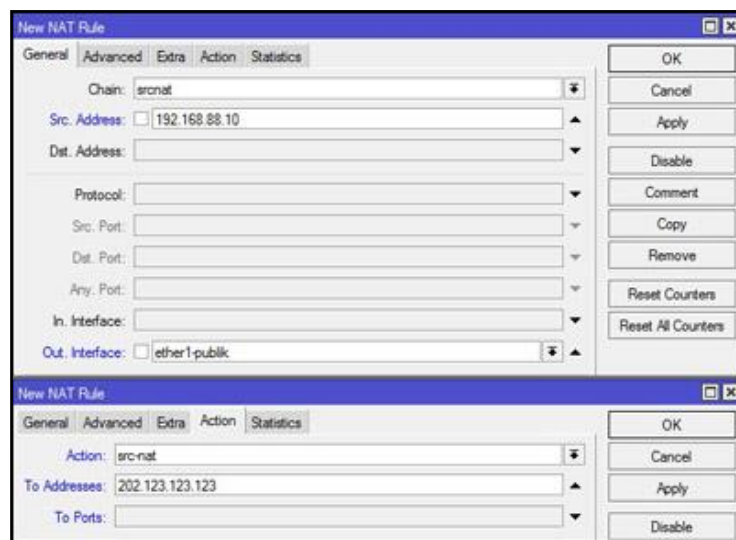 New NAT Rule
General Advanced Extra Action Statistics
OK
Chain: srcnat
Cancel
Src. Address: 192.168.88.10
Apply
Dst. Address:
Disable
Protocol:
Comment
Src. Port:
Copy
Dst. Port:
Remove
Any. Port:
Reset Counters
In. Interface:
Reset All Counters
Out. Interface: ether1-publik
New NAT Rule
General Advanced Extra Action Statistics
OK
Action: src-nat
Cancel
To Addresses: 202.123.123.123
Apply
To Ports:
Disable